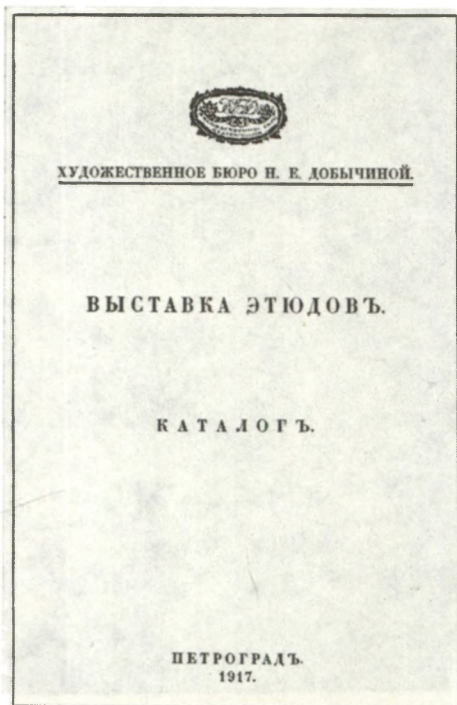 ХУДОЖЕСТВЕННОЕ БЮРО Н. Е. ДОБЫЧИНОЙ.
ВЫСТАВКА ЭТЮДОВЪ.
КАТАЛОГЪ.
ПЕТРОГРАДЪ.
1917.